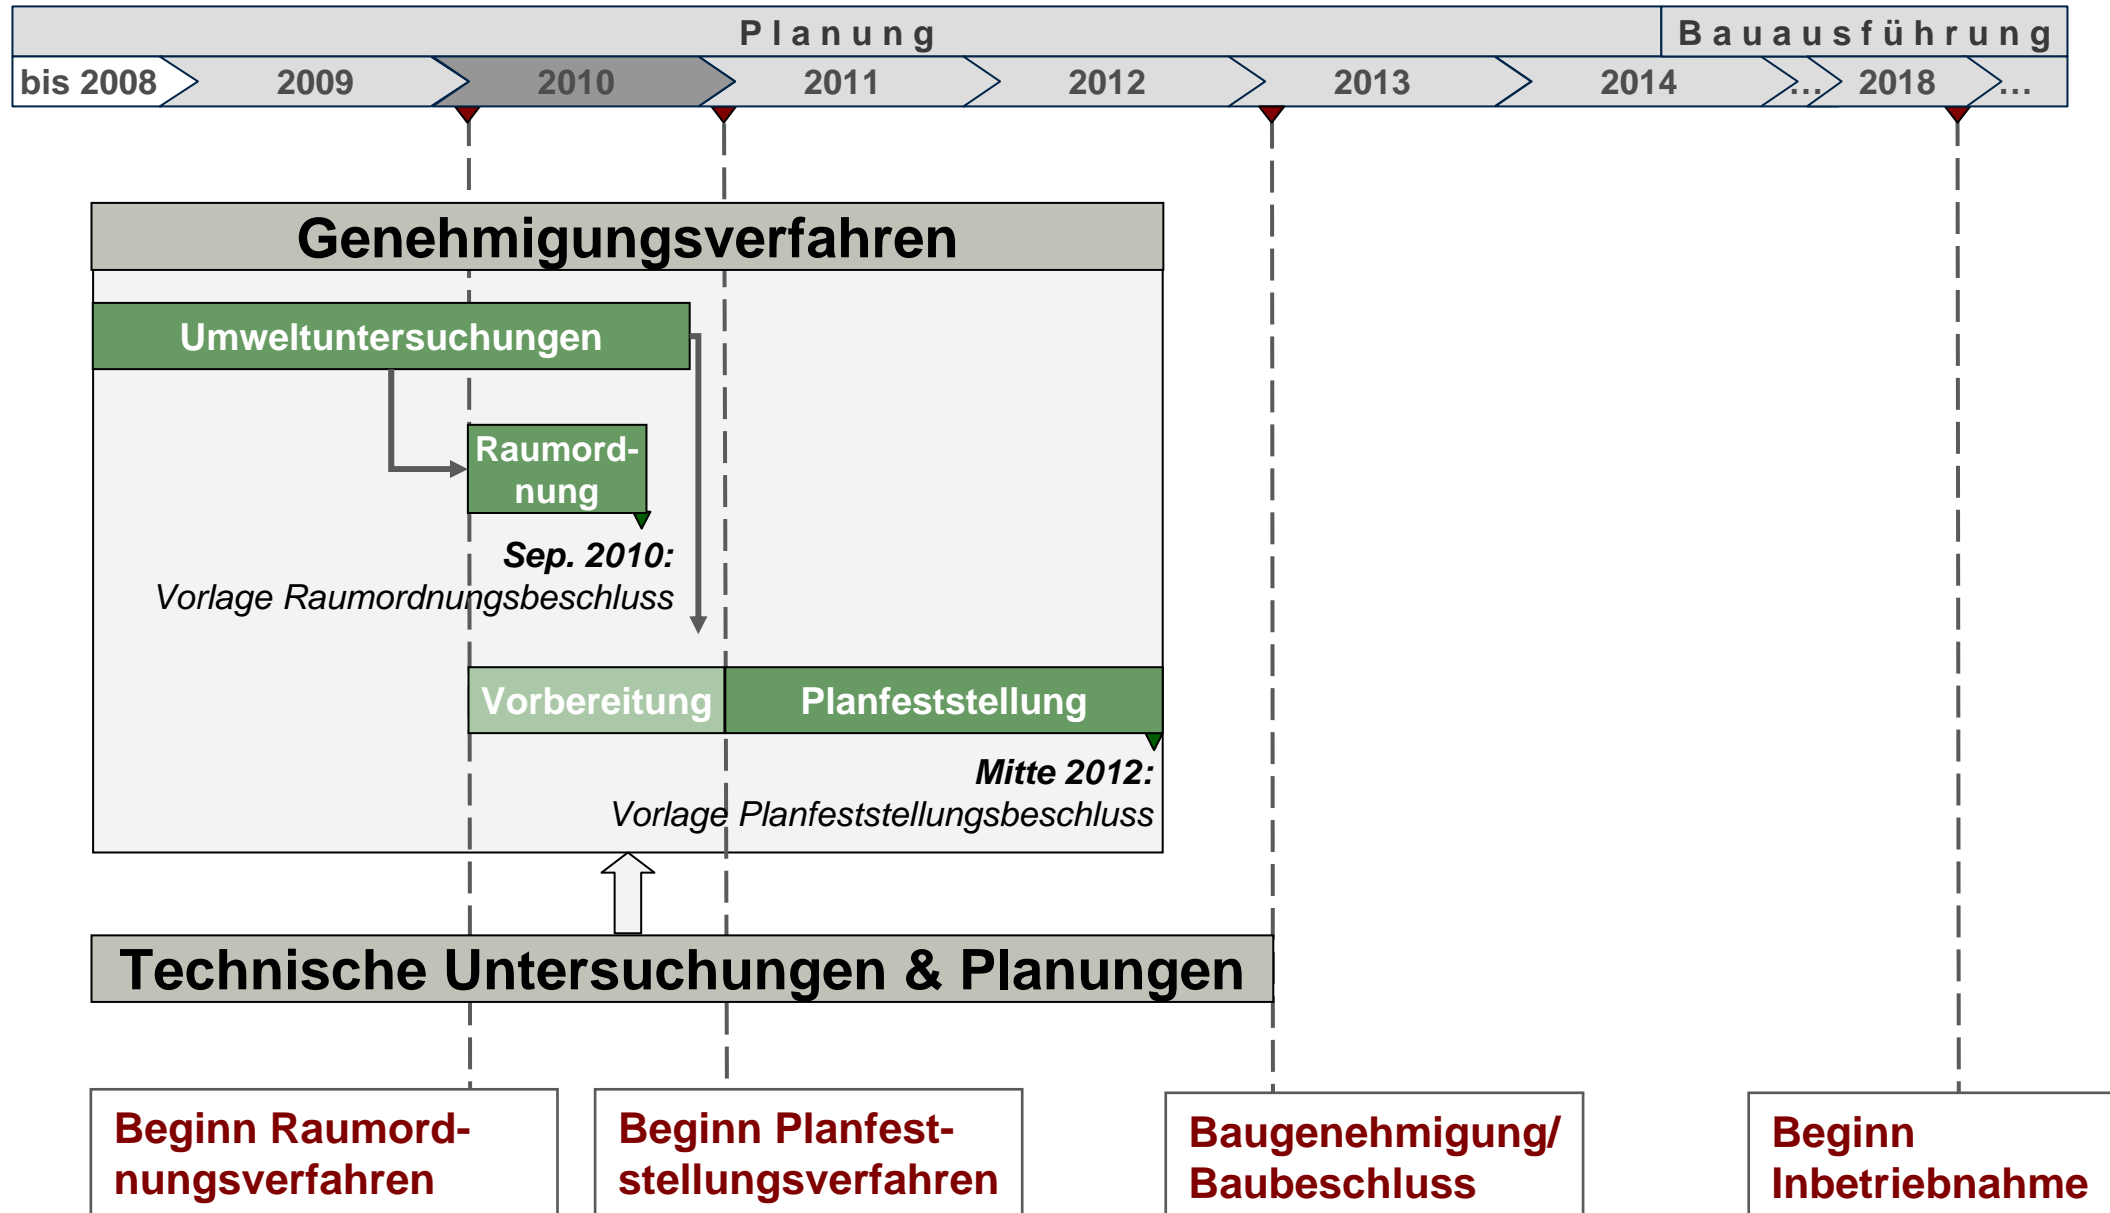 Planung
Bauausführung
bis 2008
2009
2010
2011
2012
2013
2014
...
2018
...
Genehmigungsverfahren
Umweltuntersuchungen
Raumord-
nung
Sep. 2010:
Vorlage Raumordnungsbeschluss
Vorbereitung
Planfeststellung
Mitte 2012:
Vorlage Planfeststellungsbeschluss
Technische Untersuchungen & Planungen
Beginn Raumord-
nungsverfahren
Beginn Planfest-
stellungsverfahren
Baugenehmigung/
Baubeschluss
Beginn
Inbetriebnahme